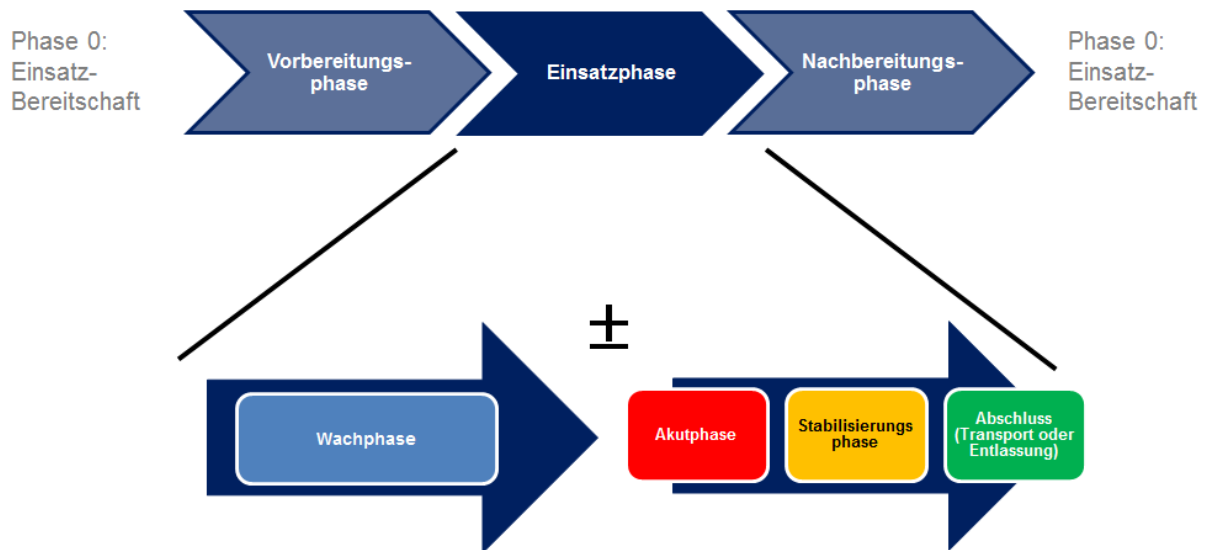 Phase 0:
Einsatz-
Bereitschaft
Vorbereitungs-
phase
Einsatzphase
Nachbereitungs-
phase
Phase 0:
Einsatz-
Bereitschaft
±
Wachphase
Akutphase
Stabilisierungs
phase
Abschluss
(Transport oder
Entlassung)